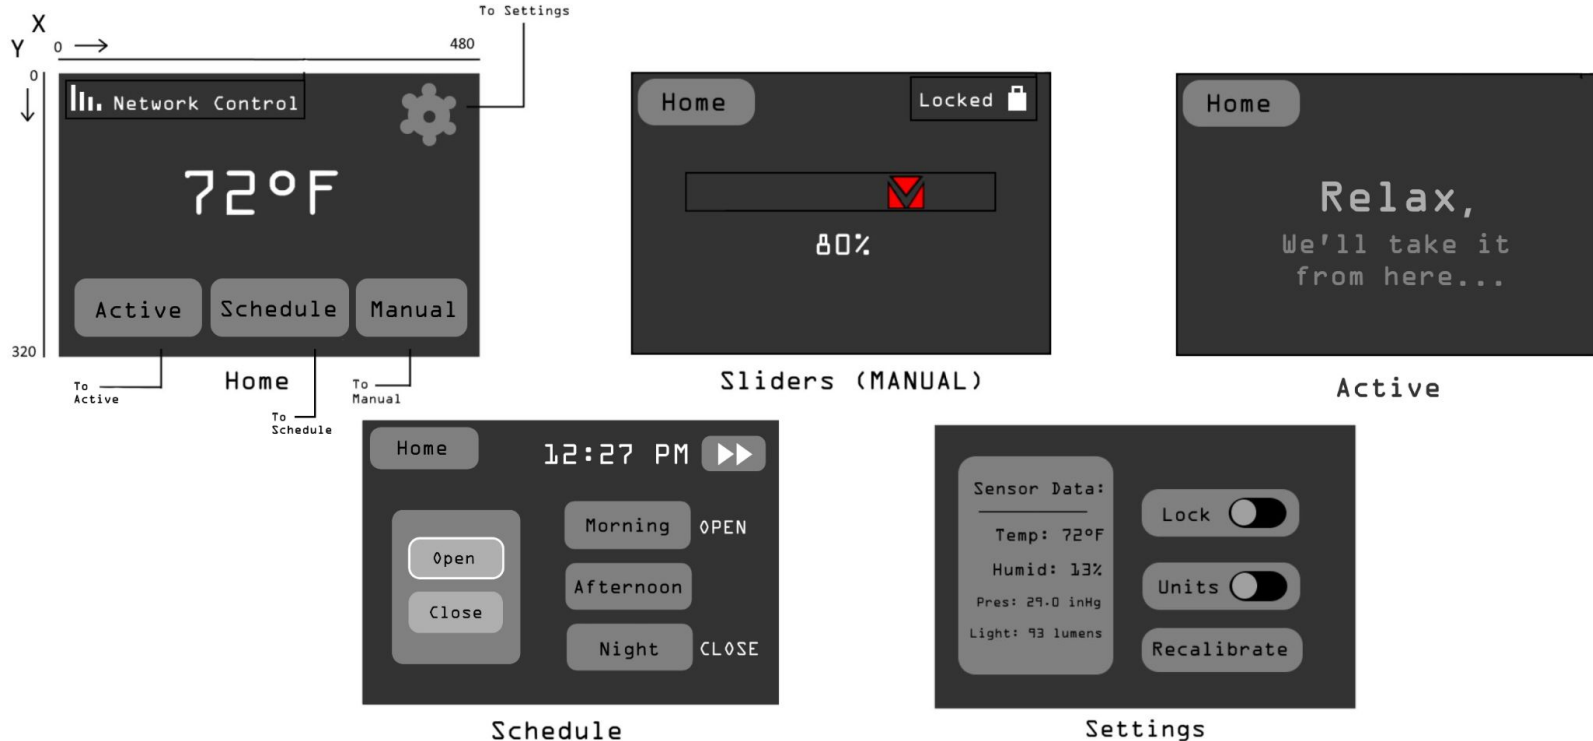 To Settings
X
Y
0
480
0
Network Control
72ºF
Active
Schedule
Manual
320
To
Active
Home
To
Schedule
To
Manual
Home
Locked
80%
Sliders (MANUAL)
Home
Relax,
We'll take it
from here...
Active
Home
12:27 PM
Open
Close
Morning
OPEN
Afternoon
Night
CLOSE
Schedule
Sensor Data:
Temp: 72ºF
Humid: 13%
Pres: 29.0 inHg
Light: 93 lumens
Lock
Units
Recalibrate
Settings